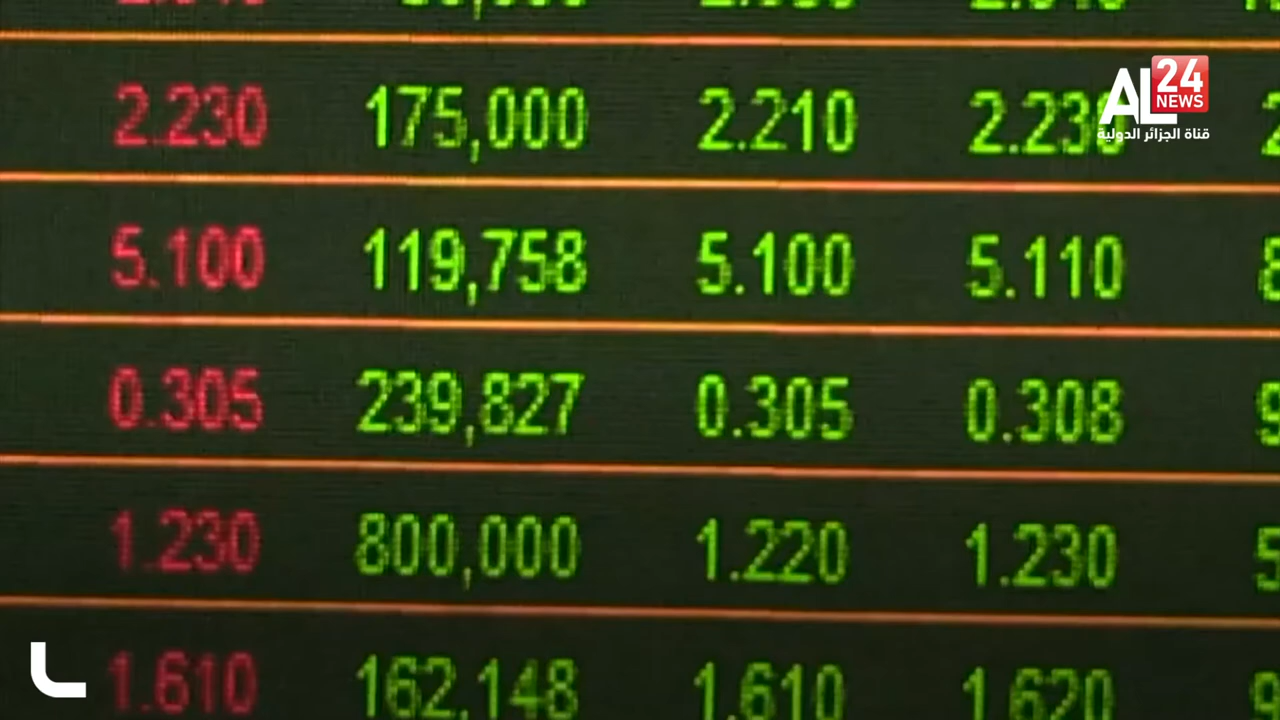 AL 24 NEWS
قناة الجزائر الدولية
2.230 175,000 2.210 2.230
5.100 119,758 5.100 5.110
0.305 239,827 0.305 0.308
1.230 800,000 1.220 1.230
1.610 162,148 1.610 1.620